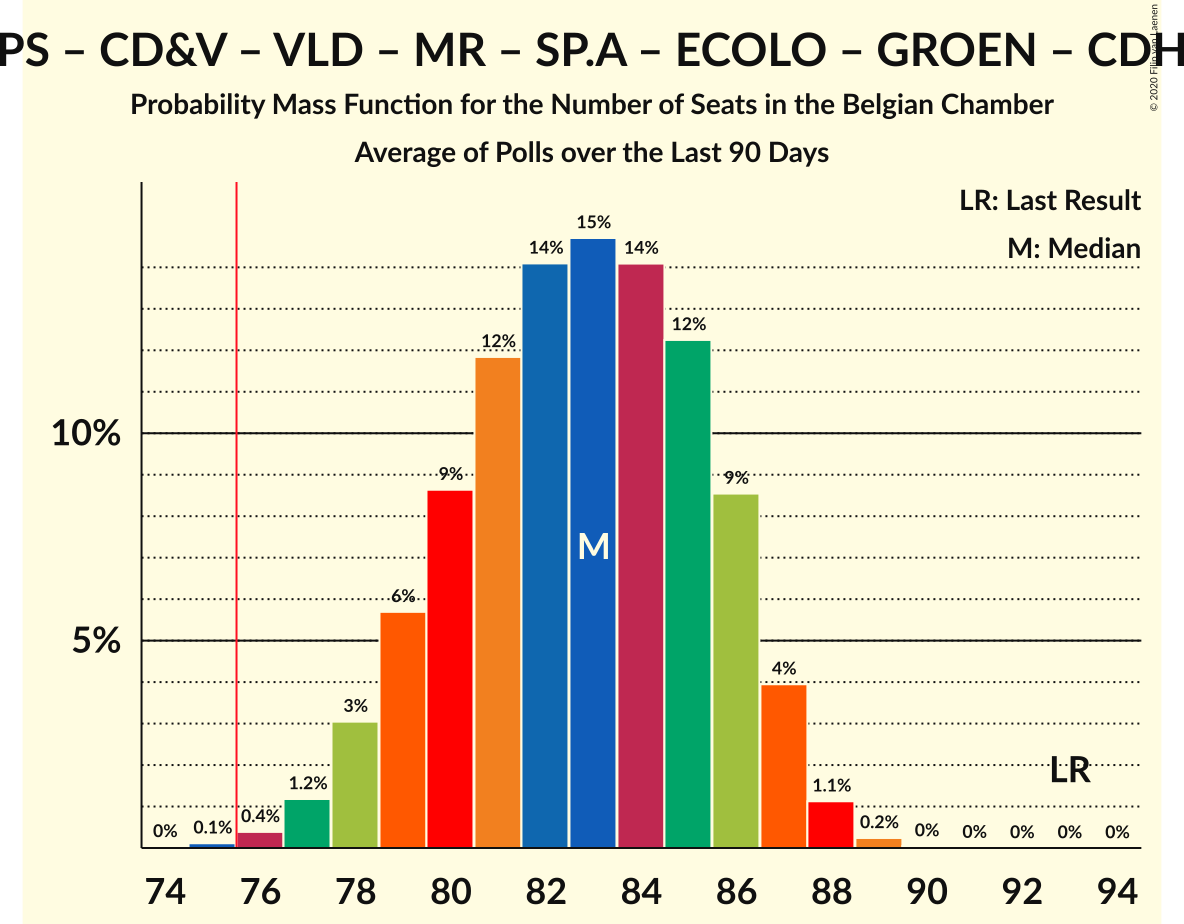 PS – CD&V – VLD – MR – SP.A – ECOLO – GROEN – CDH
Probability Mass Function for the Number of Seats in the Belgian Chamber
Average of Polls over the Last 90 Days
© 2020 Filip van Laenen
LR: Last Result
M: Median
15%
14% 14%
12% 12%
10%
9% 9%
M
6%
5%
4%
3%
LR
1.2% 1.1%
0.4% 0.2%
0% 0.1% 0% 0% 0% 0% 0%
74 76 78 80 82 84 86 88 90 92 94